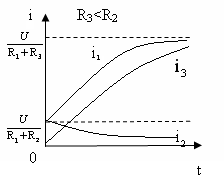 i R₃<R₂
U
R₁+R₃
i₁
i₃
U
R₁+R₂
i₂
0
t